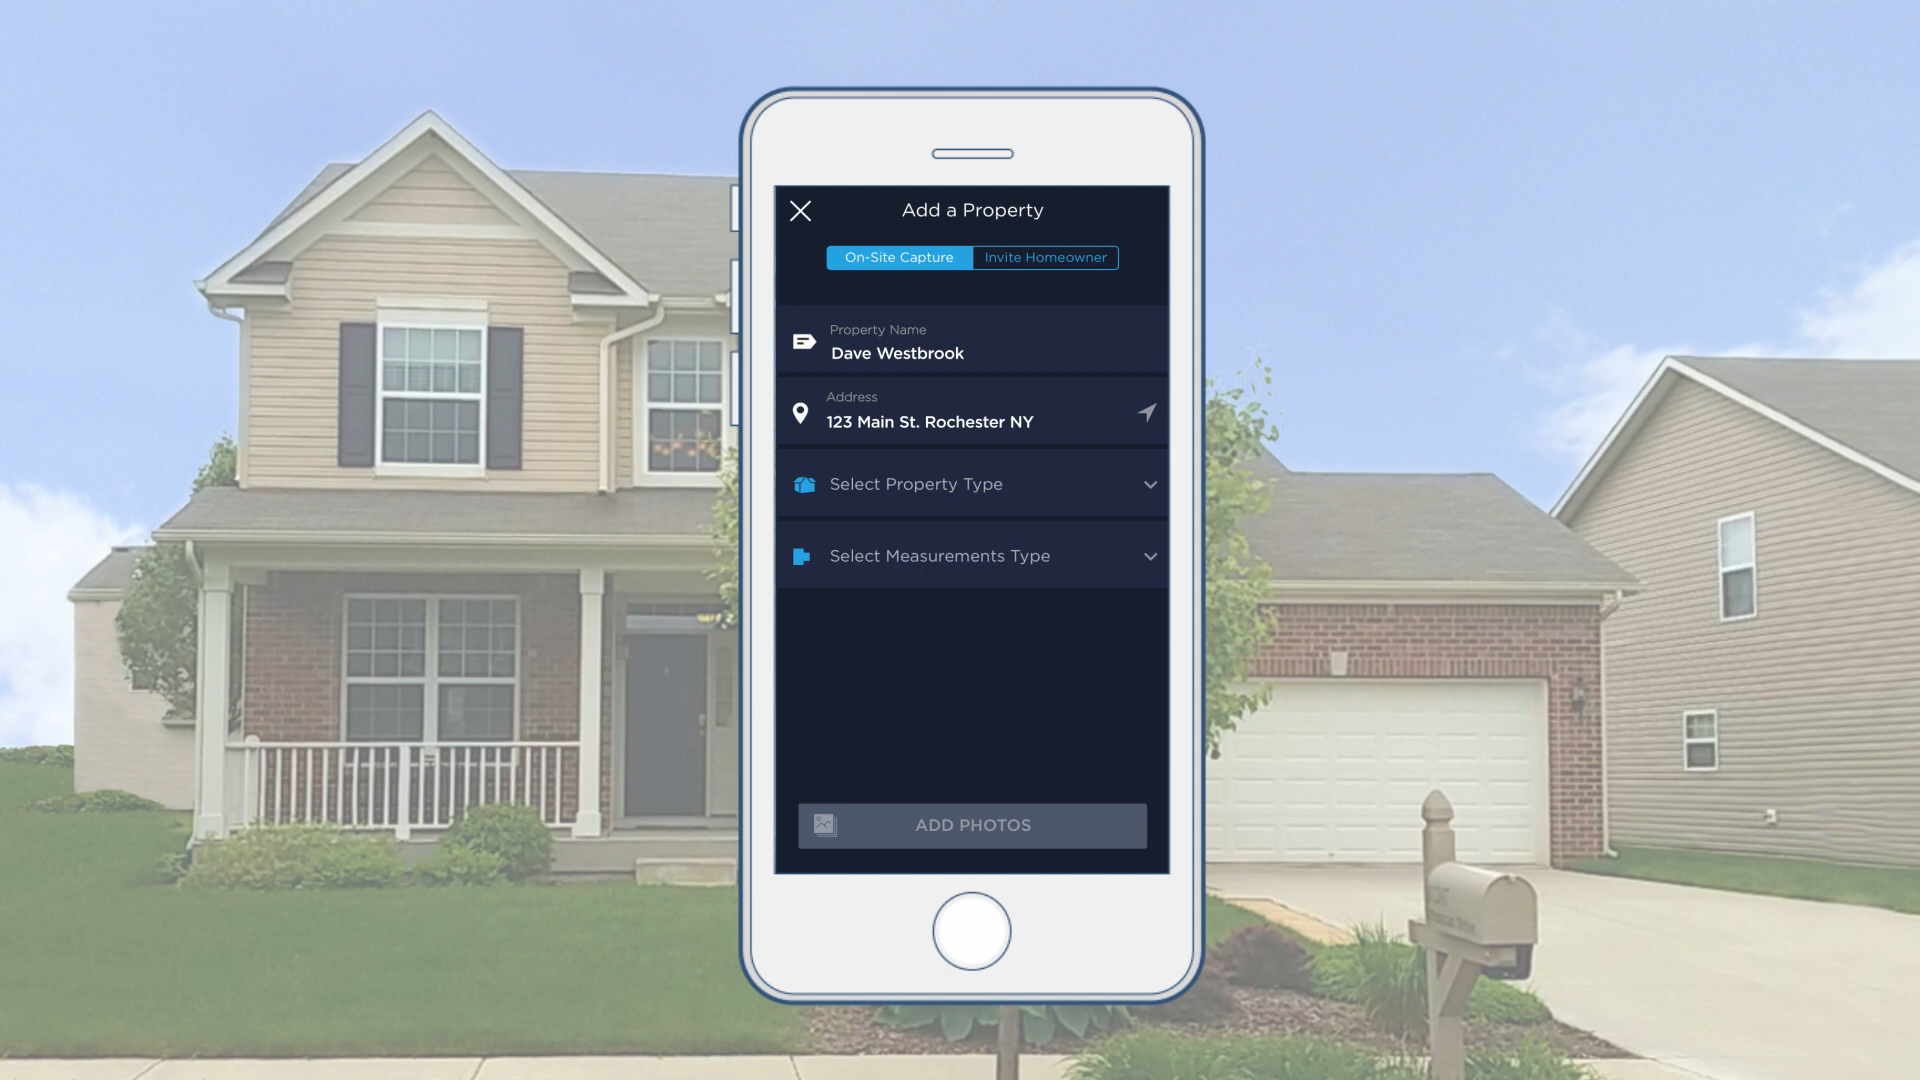 Add a Property
On-Site Capture
Invite Homeowner
Property Name
Dave Westbrook
Address
123 Main St. Rochester NY
Select Property Type
Select Measurements Type
ADD PHOTOS